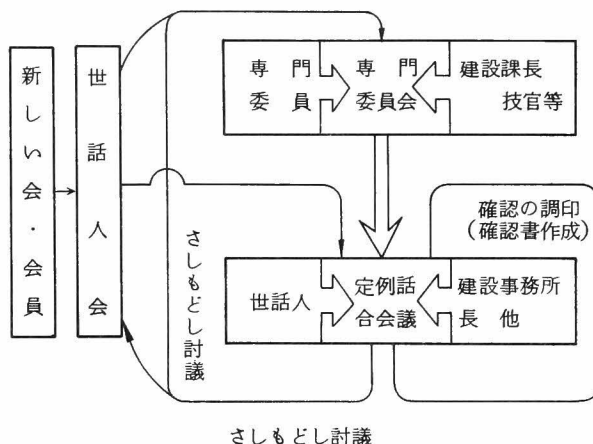 新しい会・会員
世話人会
専門
委員
専門
委員会
建設課長
技官等
確認の調印
(確認書作成)
さしもどし討議
世話人
定例話
合会議
建設事務所
長他
さしもどし討議